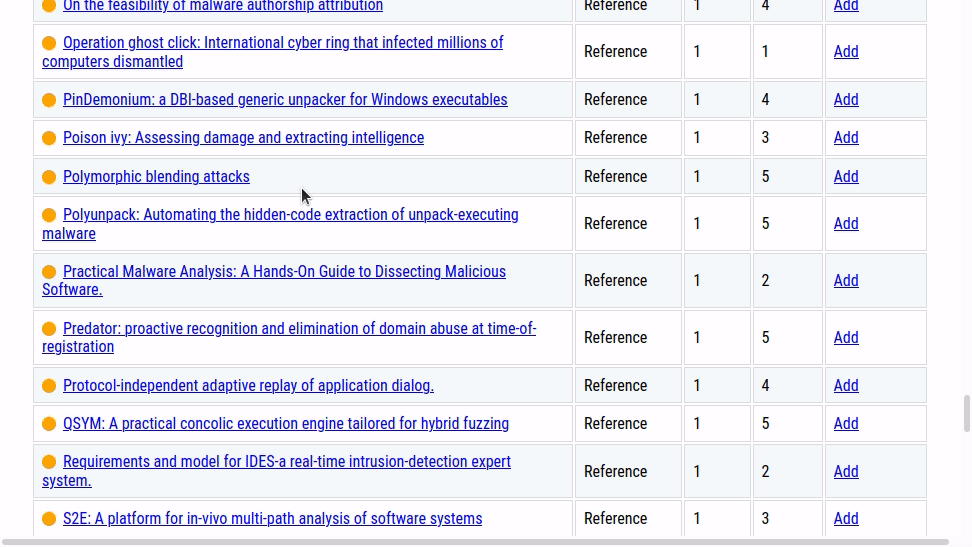 On the feasibility of malware authorship attribution Reference 1 4 Add
Operation ghost click: International cyber ring that infected millions of
computers dismantled Reference 1 1 Add
PinDemonium: a DBI-based generic unpacker for Windows executables Reference 1 4 Add
Poison ivy: Assessing damage and extracting intelligence Reference 1 3 Add
Polymorphic blending attacks Reference 1 5 Add
Polyunpack: Automating the hidden-code extraction of unpack-executing
malware Reference 1 5 Add
Practical Malware Analysis: A Hands-On Guide to Dissecting Malicious
Software. Reference 1 2 Add
Predator: proactive recognition and elimination of domain abuse at time-of-
registration Reference 1 5 Add
Protocol-independent adaptive replay of application dialog. Reference 1 4 Add
QSYM: A practical concolic execution engine tailored for hybrid fuzzing Reference 1 5 Add
Requirements and model for IDES-a real-time intrusion-detection expert
system. Reference 1 2 Add
S2E: A platform for in-vivo multi-path analysis of software systems Reference 1 3 Add